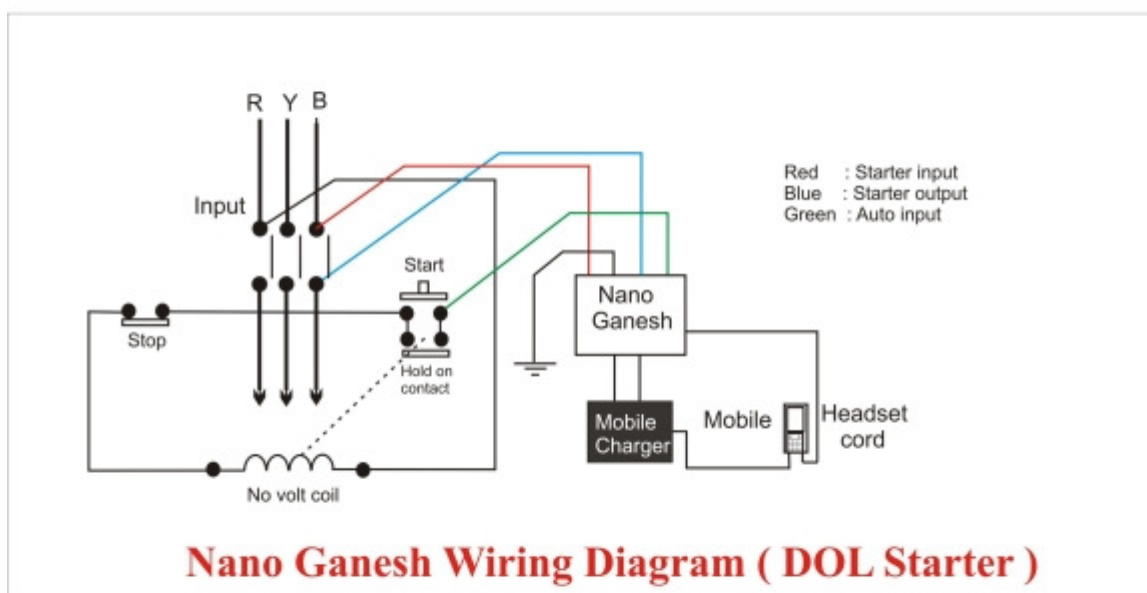 R Y B
Input
Red : Starter input
Blue : Starter output
Green : Auto input
Start
Stop
Hold on
contact
Nano
Ganesh
Mobile
Charger
Mobile
Headset
cord
No volt coil
Nano Ganesh Wiring Diagram ( DOL Starter )